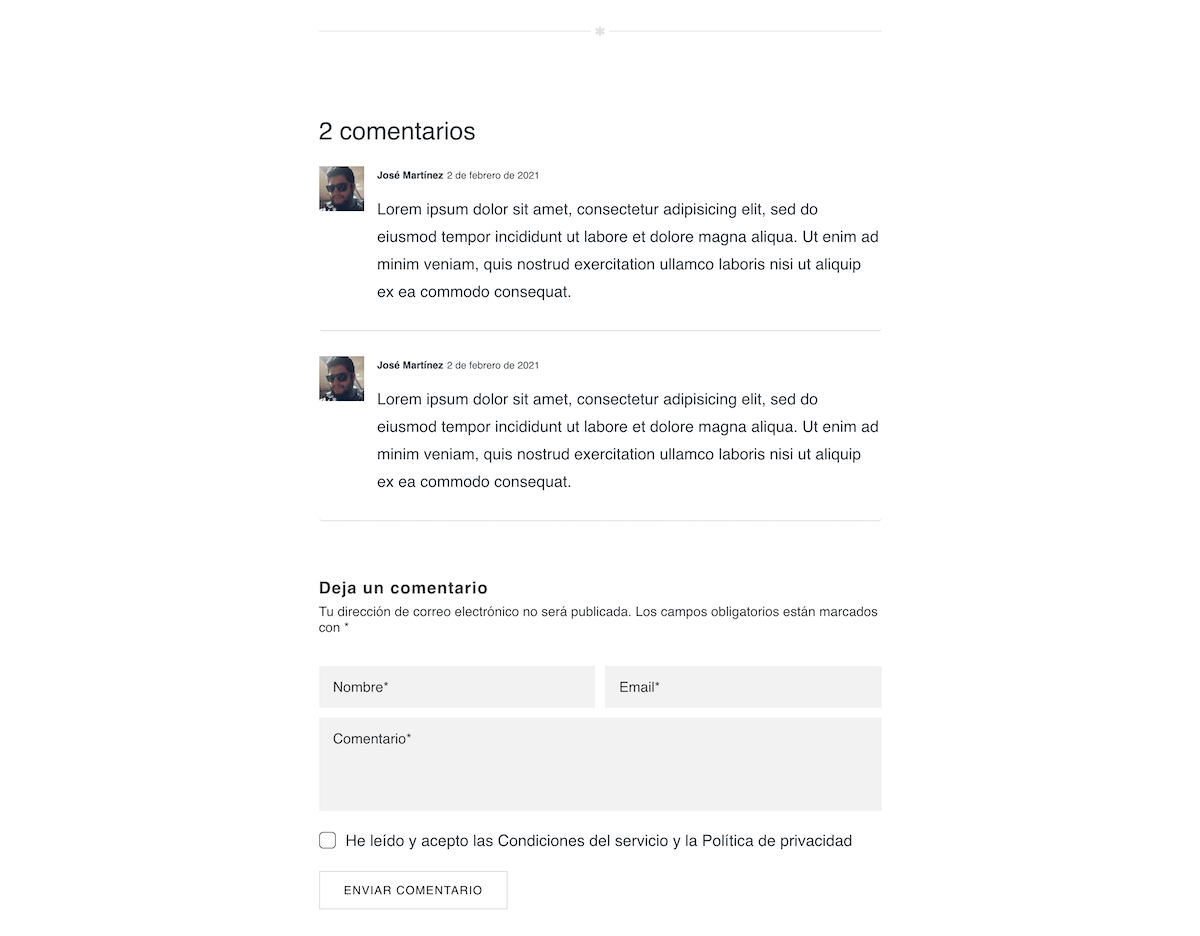 2 comentarios
José Martínez 2 de febrero de 2021
Lorem ipsum dolor sit amet, consectetur adipisicing elit, sed do
eiusmod tempor incididunt ut labore et dolore magna aliqua. Ut enim ad
minim veniam, quis nostrud exercitation ullamco laboris nisi ut aliquip
ex ea commodo consequat.
José Martínez 2 de febrero de 2021
Lorem ipsum dolor sit amet, consectetur adipisicing elit, sed do
eiusmod tempor incididunt ut labore et dolore magna aliqua. Ut enim ad
minim veniam, quis nostrud exercitation ullamco laboris nisi ut aliquip
ex ea commodo consequat.
Deja un comentario
Tu dirección de correo electrónico no será publicada. Los campos obligatorios están marcados
con *
Nombre* Email*
Comentario*
He leído y acepto las Condiciones del servicio y la Política de privacidad
ENVIAR COMENTARIO